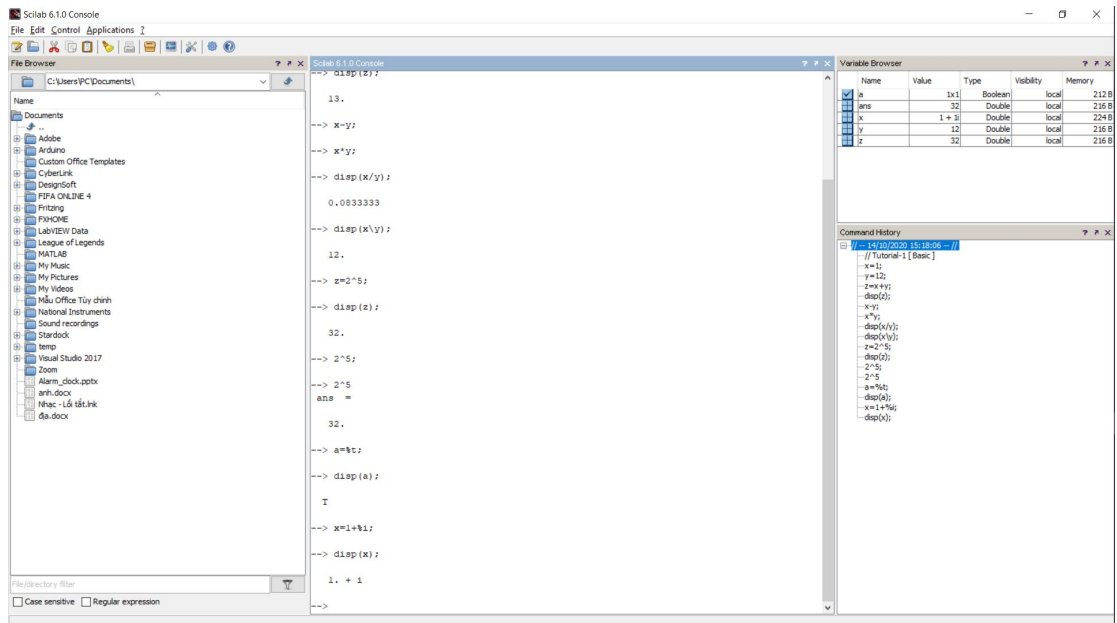 Scilab 6.1.0 Console
File Edit Control Applications ?
File Browser
C:\Users\PC\Documents\
Name
Documents
..
Adobe
Arduino
Custom Office Templates
CyberLink
DesignSoft
FIFA ONLINE 4
Fritzing
FXHOME
LabVIEW Data
League of Legends
MATLAB
My Music
My Pictures
My Videos
Mẫu Office Tùy chỉnh
National Instruments
Sound recordings
Stardock
temp
Visual Studio 2017
Zoom
Alarm_clock.pptx
anh.docx
Nhạc - Lối tắt.lnk
địa.docx
File/directory filter
Case sensitive Regular expression
Scilab 6.1.0 Console
--> disp(z);
13.
--> x-y;
--> x*y;
--> disp(x/y);
0.0833333
--> disp(x\y);
12.
--> z=2^5;
--> disp(z);
32.
--> 2^5;
--> 2^5
ans =
32.
--> a=%t;
--> disp(a);
T
--> x=1+%i;
--> disp(x);
1. + i
-->
Variable Browser
Name Value Type Visibility Memory
a 1x1 Boolean local 212 B
ans 32 Double local 216 B
x 1 + 1i Double local 224 B
y 12 Double local 216 B
z 32 Double local 216 B
Command History
// -- 14/10/2020 15:18:06 -- //
// Tutorial-1 [ Basic ]
x=1;
y=12;
z=x+y;
disp(z);
x-y;
x*y;
disp(x/y);
disp(x\y);
z=2^5;
disp(z);
2^5;
2^5
a=%t;
disp(a);
x=1+%i;
disp(x);